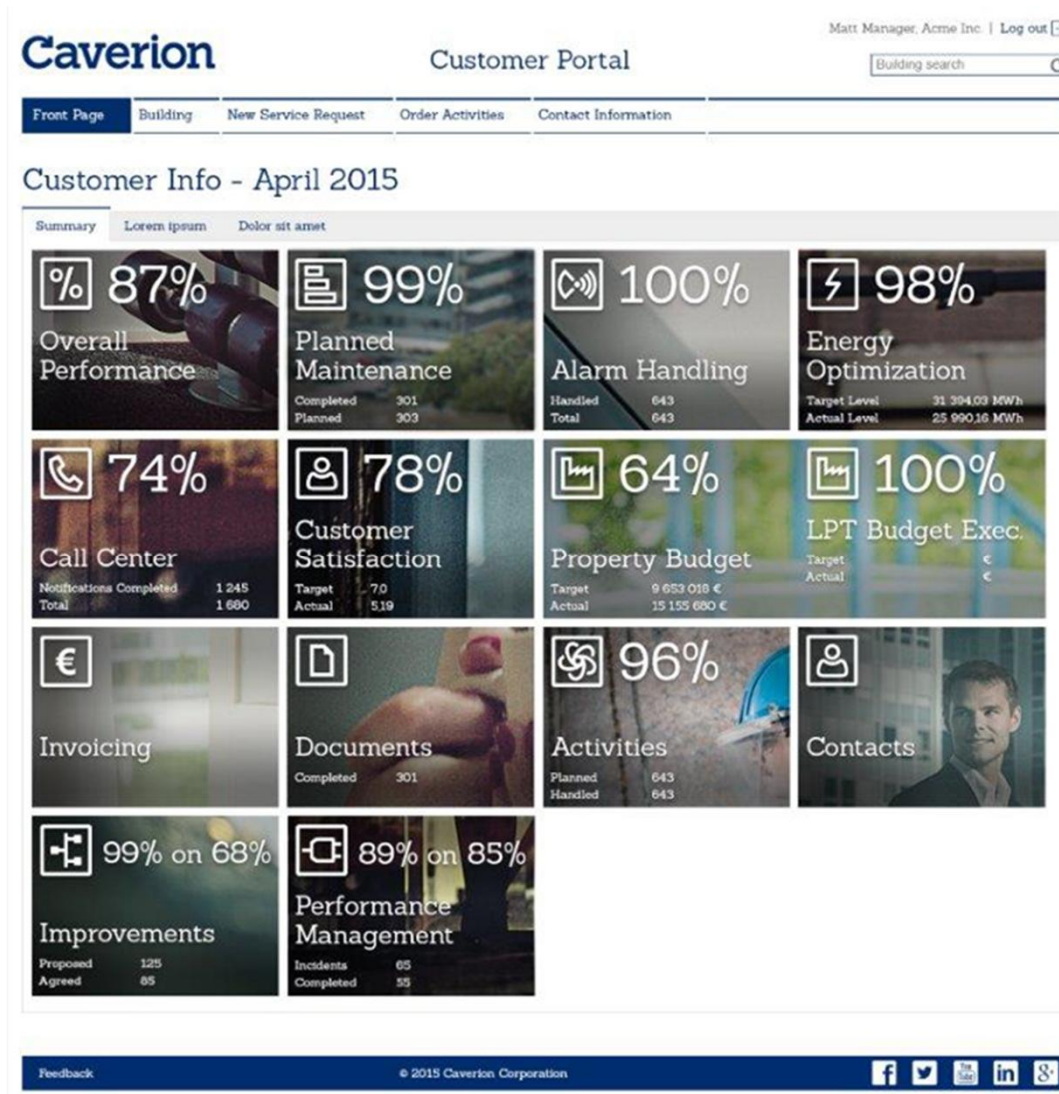 Matt Manager, Acme Inc. | Log out
Caverion
Customer Portal
Building search
Front Page
Building
New Service Request
Order Activities
Contact Information
Customer Info - April 2015
Summary
Lorem ipsum
Dolor sit amet
% 87%
Overall
Performance
99%
Planned
Maintenance
Completed 301
Planned 303
100%
Alarm Handling
Handled 643
Total 643
98%
Energy
Optimization
Target Level 31 394,03 MWh
Actual Level 25 990,16 MWh
74%
Call Center
Notifications Completed 1 245
Total 1 680
78%
Customer
Satisfaction
Target 7,0
Actual 5,19
64%
Property Budget
Target 9 653 018 €
Actual 15 155 680 €
100%
LPT Budget Exec.
Target €
Actual €
€
Invoicing
Documents
Completed 301
96%
Activities
Planned 643
Handled 643
Contacts
99% on 68%
Improvements
Proposed 125
Agreed 85
89% on 85%
Performance
Management
Incidents 65
Completed 55
Feedback
© 2015 Caverion Corporation
f
You Tube
in
8+